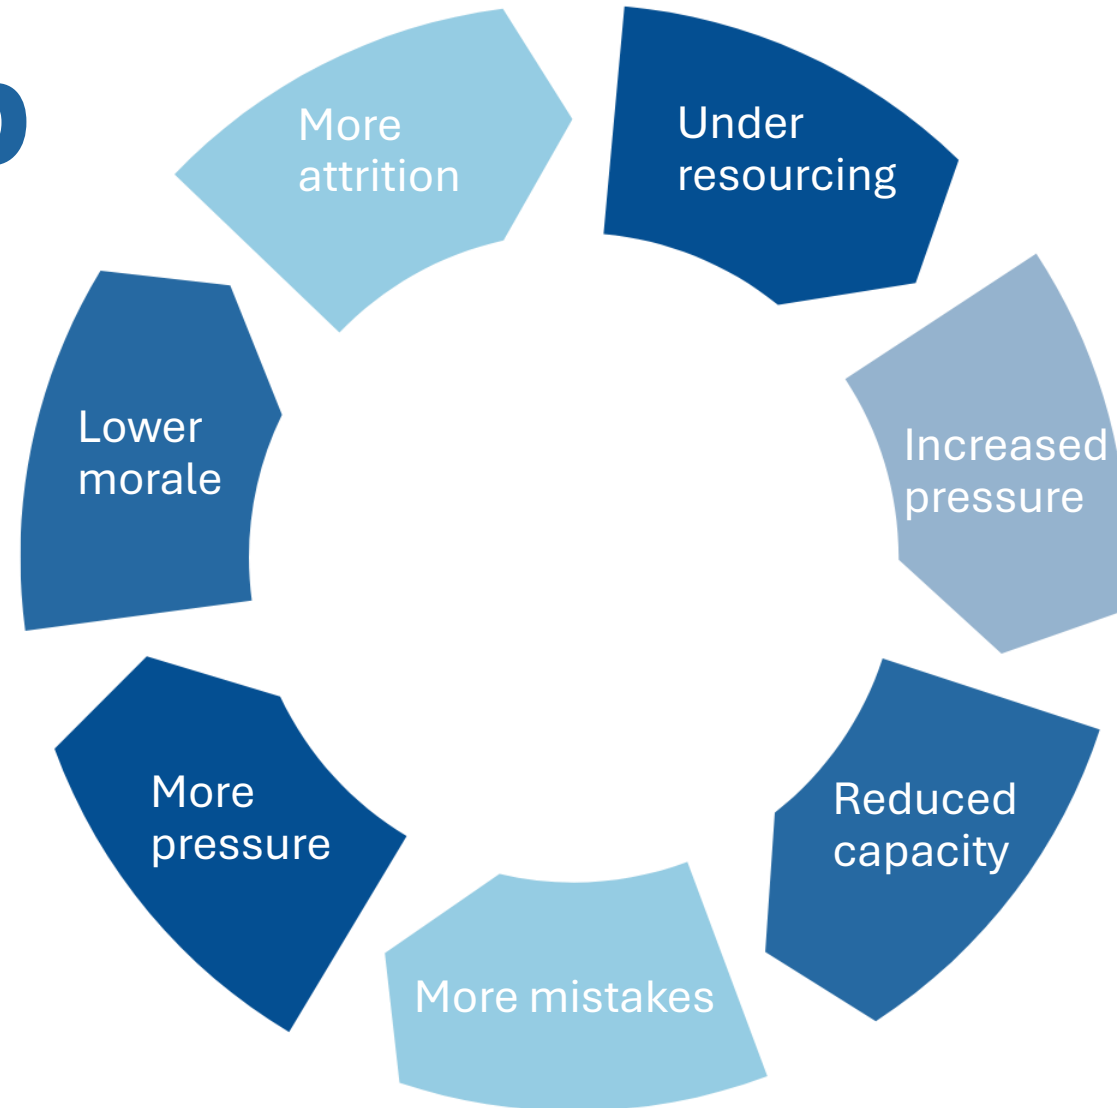 Under
resourcing
Increased
pressure
Reduced
capacity
More mistakes
More
pressure
Lower
morale
More
attrition